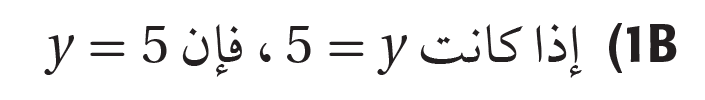 (1B إذا كانت 5 = y ، فإن y = 5